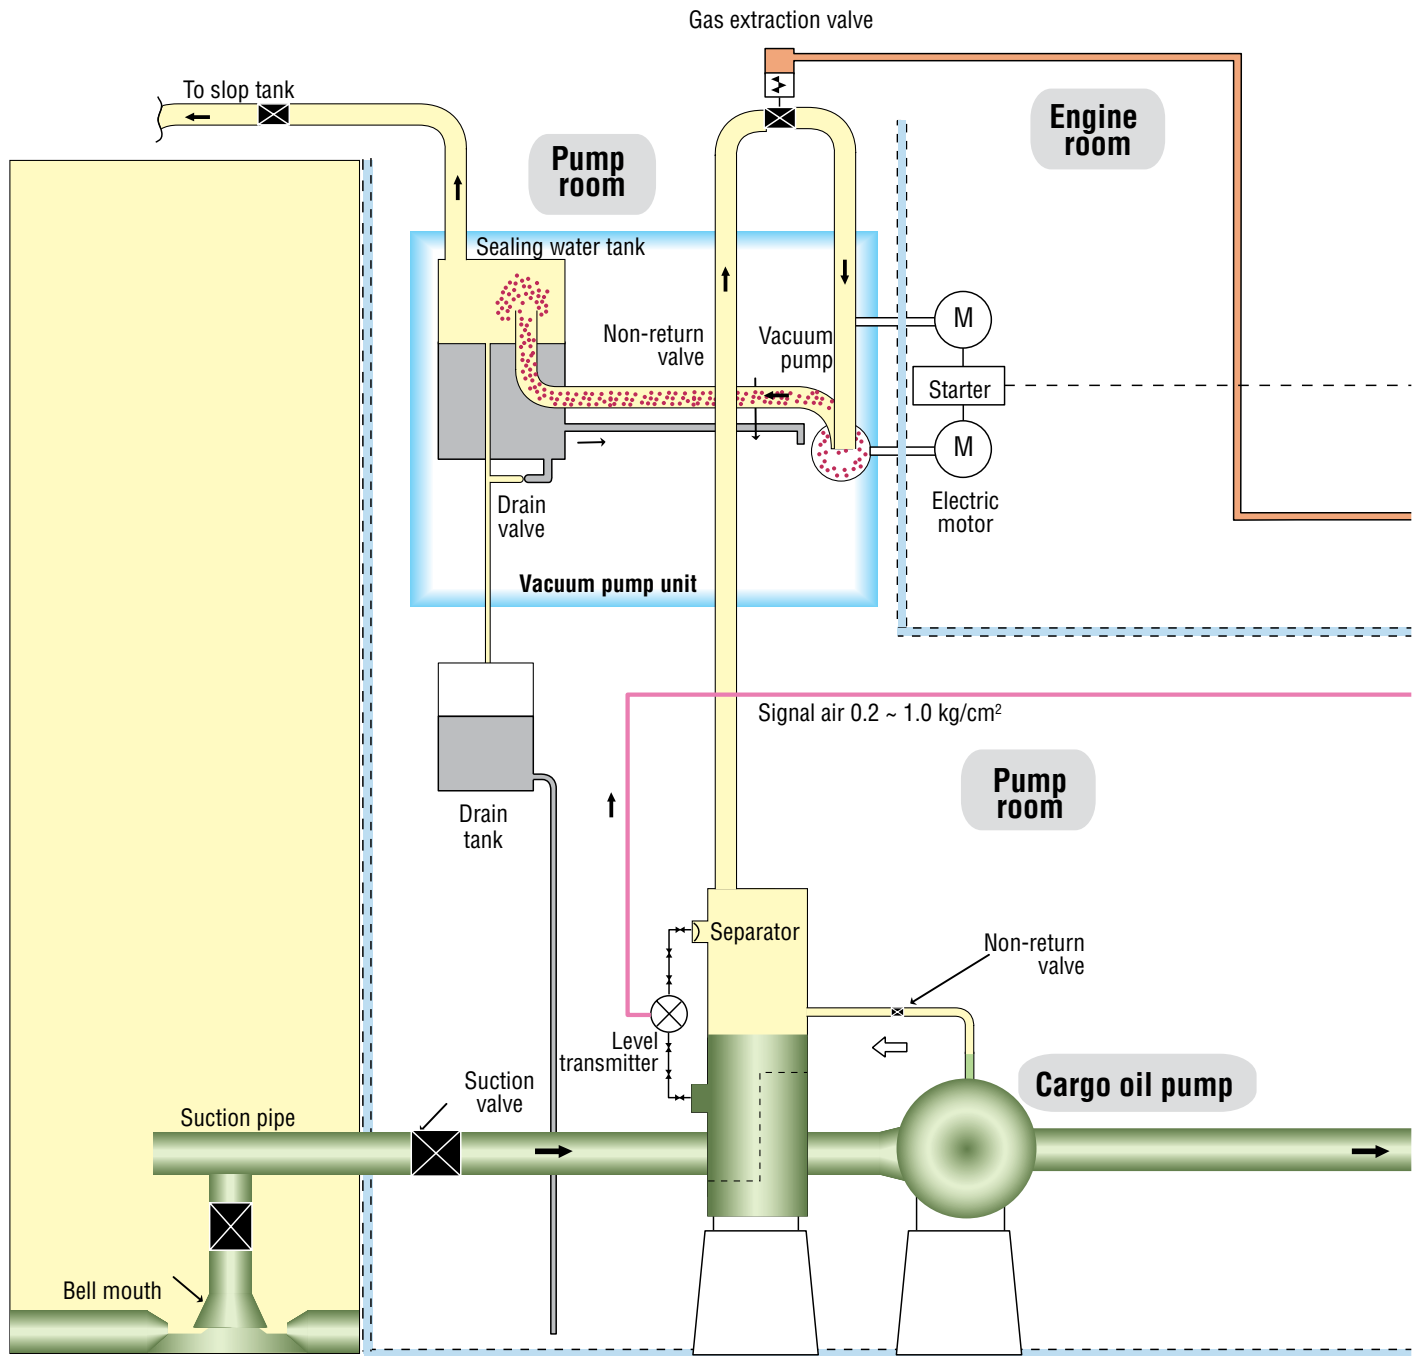 Gas extraction valve
To slop tank
Engine
room
Pump
room
Sealing water tank
Non-return
valve
Vacuum
pump
M
Starter
M
Electric
motor
Drain
valve
Vacuum pump unit
Signal air 0.2 ~ 1.0 kg/cm²
Pump
room
Drain
tank
Separator
Non-return
valve
Level
transmitter
Suction
valve
Cargo oil pump
Suction pipe
Bell mouth